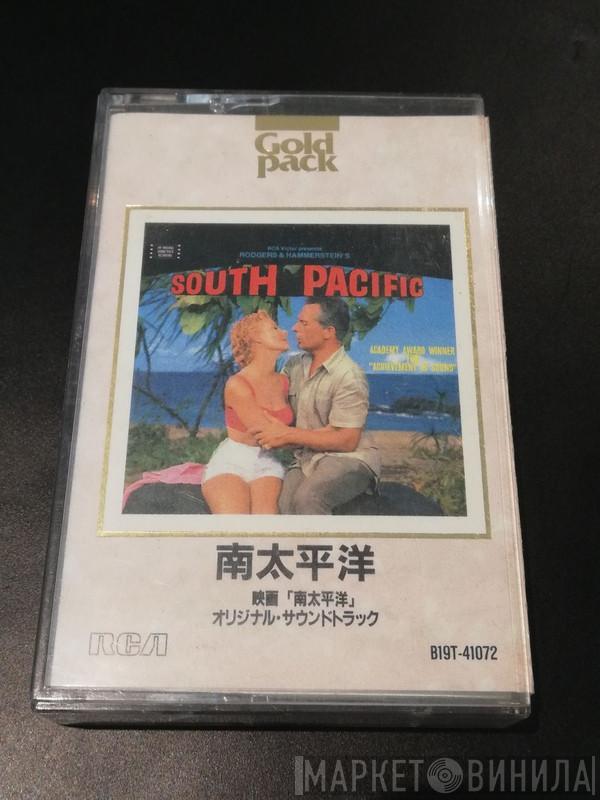 Gold
pack
RCA Victor presents
RODGERS & HAMMERSTEIN'S
SOUTH PACIFIC
ACADEMY AWARD WINNER
FOR
"ACHIEVEMENT IN SOUND"
南太平洋
映画「南太平洋」
オリジナル・サウンドトラック
RCA
B19T-41072
МАРКЕТ ВИНИЛА